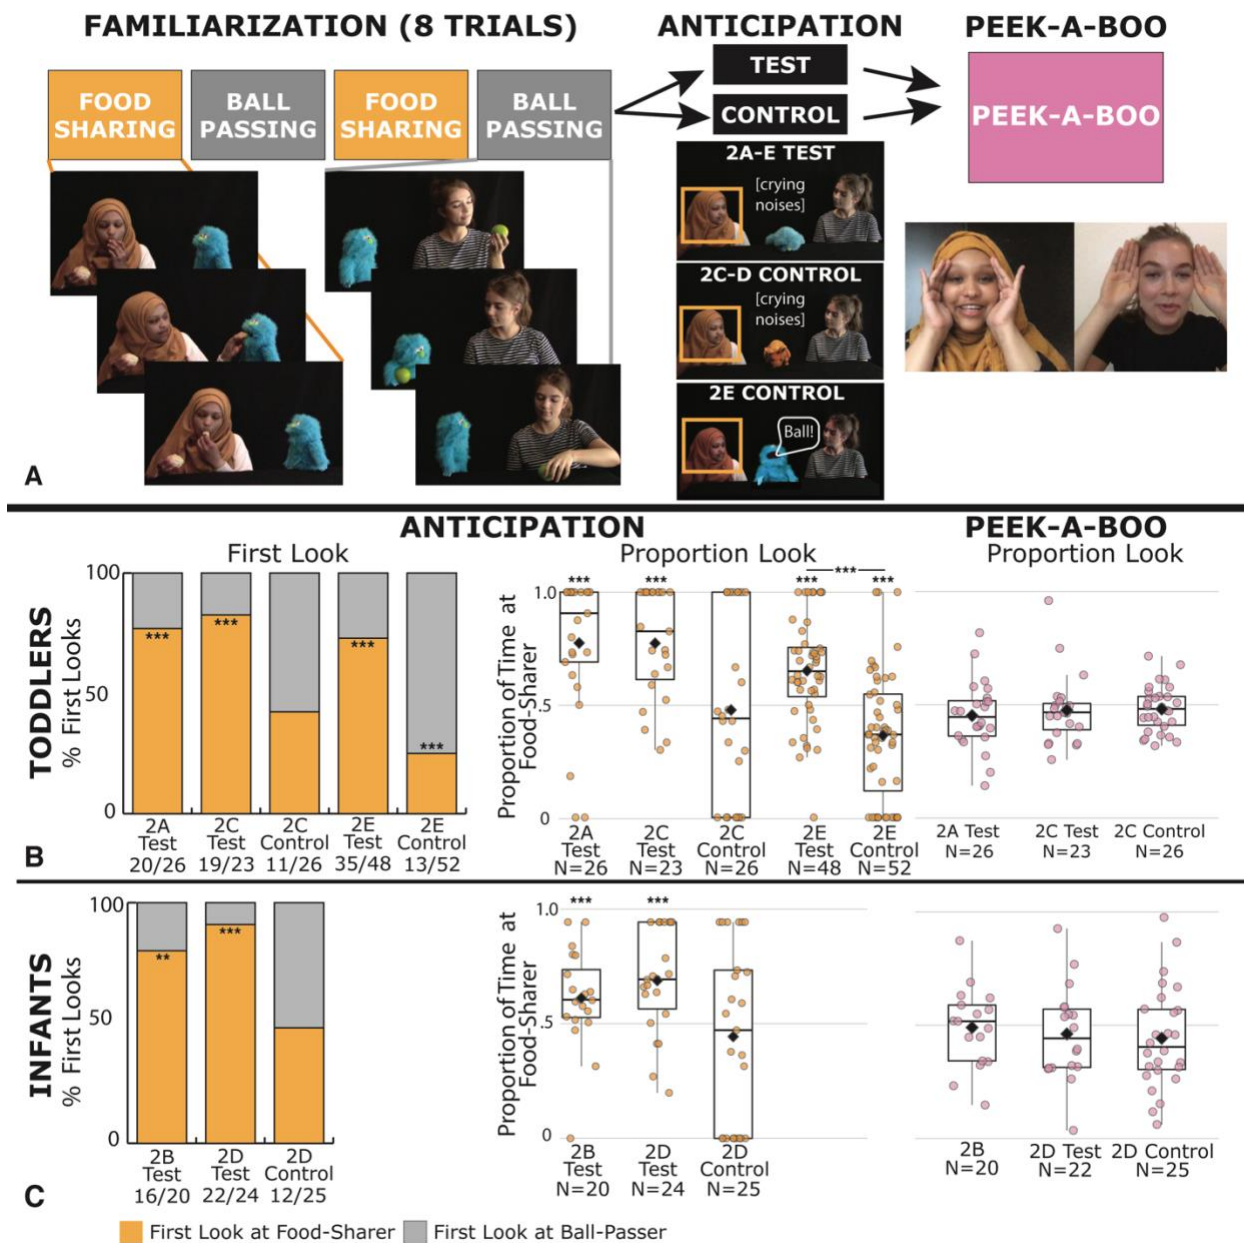 FAMILIARIZATION (8 TRIALS)
ANTICIPATION
PEEK-A-BOO
FOOD
SHARING
BALL
PASSING
FOOD
SHARING
BALL
PASSING
TEST
CONTROL
PEEK-A-BOO
2A-E TEST
[crying
noises]
2C-D CONTROL
[crying
noises]
2E CONTROL
Ball!
A
ANTICIPATION
PEEK-A-BOO
First Look
Proportion Look
Proportion Look
TODDLERS
% First Looks
100
50
0
***
***
***
***
2A
Test
20/26
2C
Test
19/23
2C
Control
11/26
2E
Test
35/48
2E
Control
13/52
Proportion of Time at
Food-Sharer
1.0
.5
0
***
***
***
***
***
2A
Test
N=26
2C
Test
N=23
2C
Control
N=26
2E
Test
N=48
2E
Control
N=52
2A Test
N=26
2C Test
N=23
2C Control
N=26
B
INFANTS
% First Looks
100
50
0
**
***
2B
Test
16/20
2D
Test
22/24
2D
Control
12/25
Proportion of Time at
Food-Sharer
1.0
.5
0
***
***
2B
Test
N=20
2D
Test
N=24
2D
Control
N=25
2B
N=20
2D Test
N=22
2D Control
N=25
C
First Look at Food-Sharer
First Look at Ball-Passer